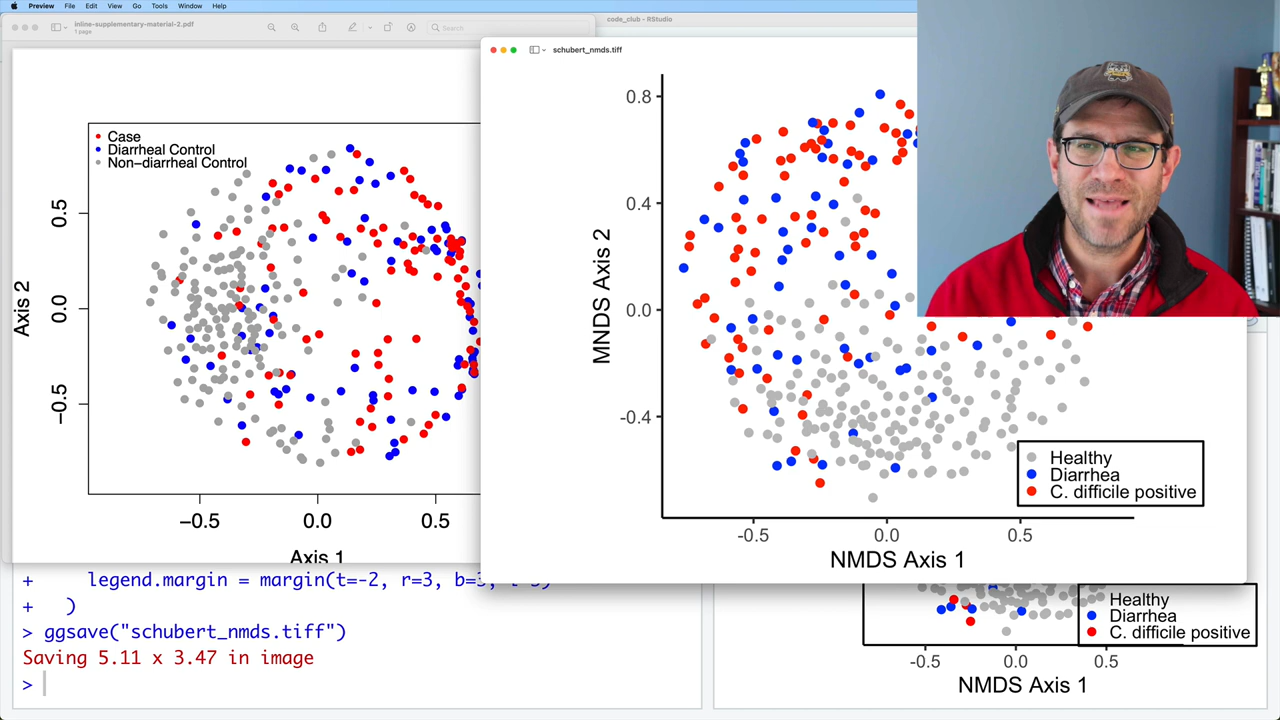 Preview File Edit View Go Tools Window Help
inline-supplementary-material-2.pdf
1 page
Search
code_club - RStudio
schubert_nmds.tiff
Case
Diarrheal Control
Non-diarrheal Control
Axis 2
0.5
0.0
−0.5
−0.5 0.0 0.5
Axis 1
MNDS Axis 2
0.8
0.4
0.0
-0.4
Healthy
Diarrhea
C. difficile positive
-0.5 0.0 0.5
NMDS Axis 1
+ legend.margin = margin(t=-2, r=3, b=3,
+ )
> ggsave("schubert_nmds.tiff")
Saving 5.11 x 3.47 in image
>
Healthy
Diarrhea
C. difficile positive
-0.5 0.0 0.5
NMDS Axis 1